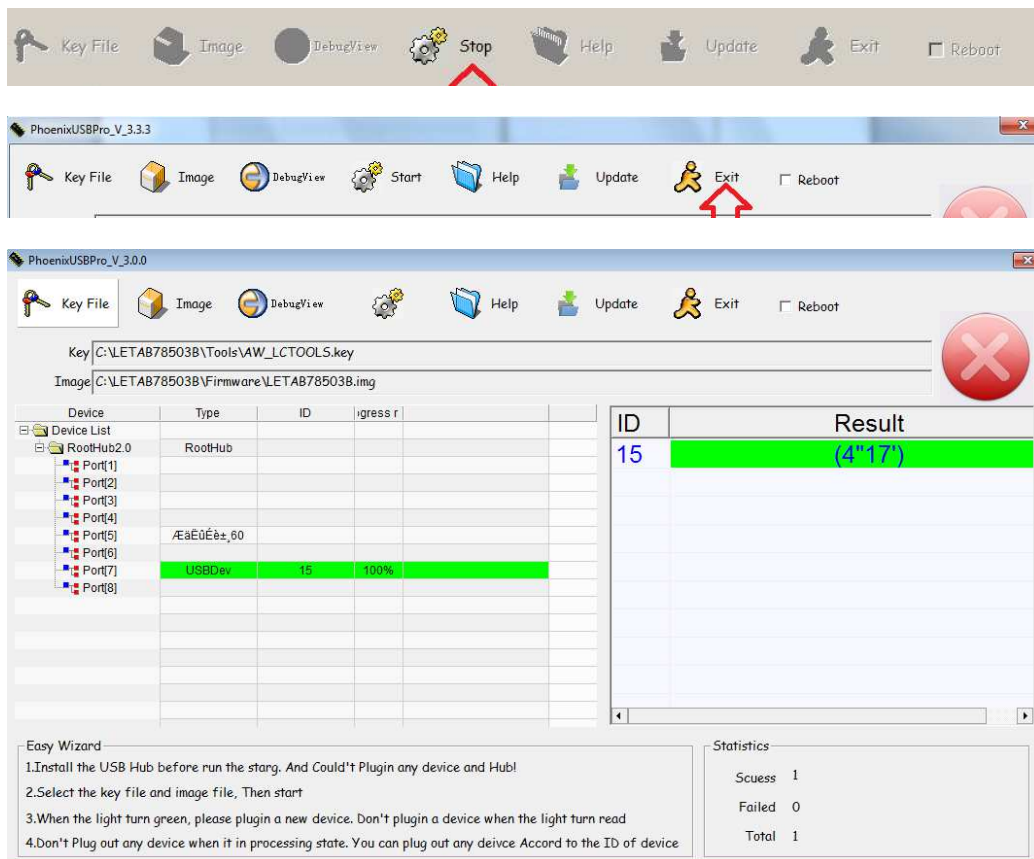 Key File Image DebugView Stop Help Update Exit Reboot
PhoenixUSBPro_V_3.3.3
Key File Image DebugView Start Help Update Exit Reboot
PhoenixUSBPro_V_3.0.0
Key File Image DebugView Help Update Exit Reboot
Key C:\LETAB78503B\Tools\AW_LCTOOLS.key
Image C:\LETAB78503B\Firmware\LETAB78503B.img
Device Type ID ogress r
Device List
RootHub2.0 RootHub
Port[1]
Port[2]
Port[3]
Port[4]
Port[5] ÆäËûÉè±¸60
Port[6]
Port[7] USBDev 15 100%
Port[8]
ID Result
15 (4"17')
Easy Wizard
1.Install the USB Hub before run the starg. And Could't Plugin any device and Hub!
2.Select the key file and image file, Then start
3.When the light turn green, please plugin a new device. Don't plugin a device when the light turn read
4.Don't Plug out any device when it in processing state. You can plug out any deivce Accord to the ID of device
Statistics
Scuess 1
Failed 0
Total 1